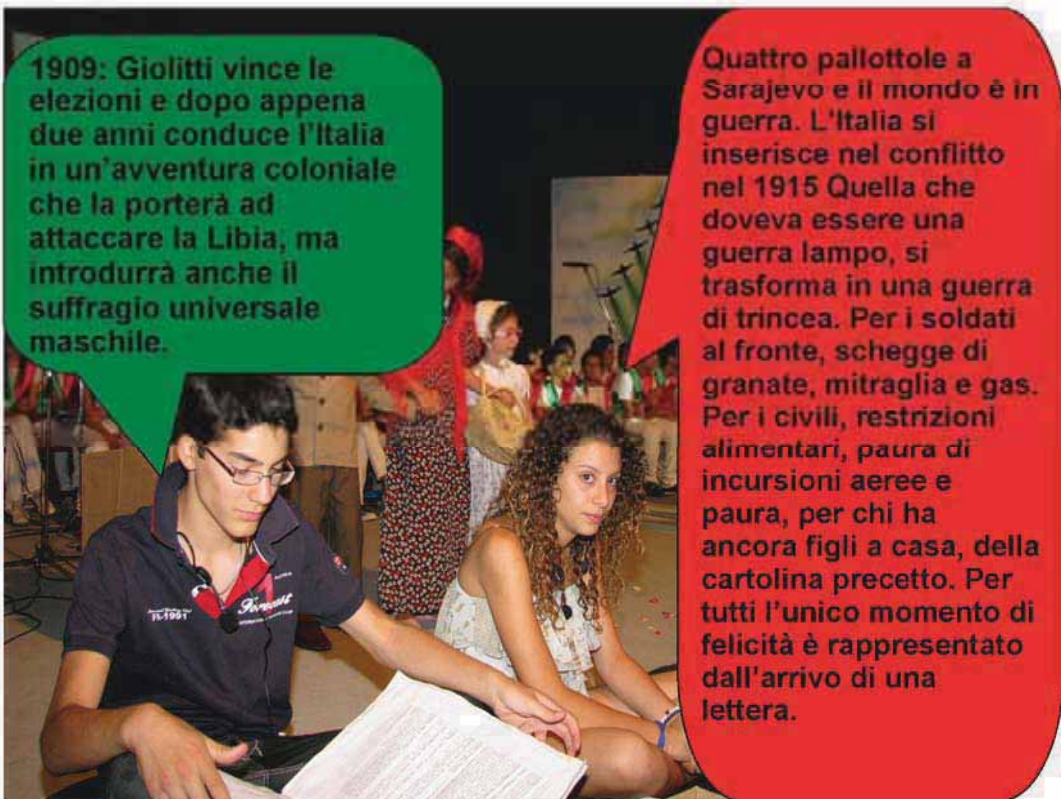 1909: Giolitti vince le
elezioni e dopo appena
due anni conduce l'Italia
in un'avventura coloniale
che la porterà ad
attaccare la Libia, ma
introdurrà anche il
suffragio universale
maschile.
Quattro pallottole a
Sarajevo e il mondo è in
guerra. L'Italia si
inserisce nel conflitto
nel 1915 Quella che
doveva essere una
guerra lampo, si
trasforma in una guerra
di trincea. Per i soldati
al fronte, schegge di
granate, mitraglia e gas.
Per i civili, restrizioni
alimentari, paura di
incursioni aeree e
paura, per chi ha
ancora figli a casa, della
cartolina precetto. Per
tutti l'unico momento di
felicità è rappresentato
dall'arrivo di una
lettera.
R-1991